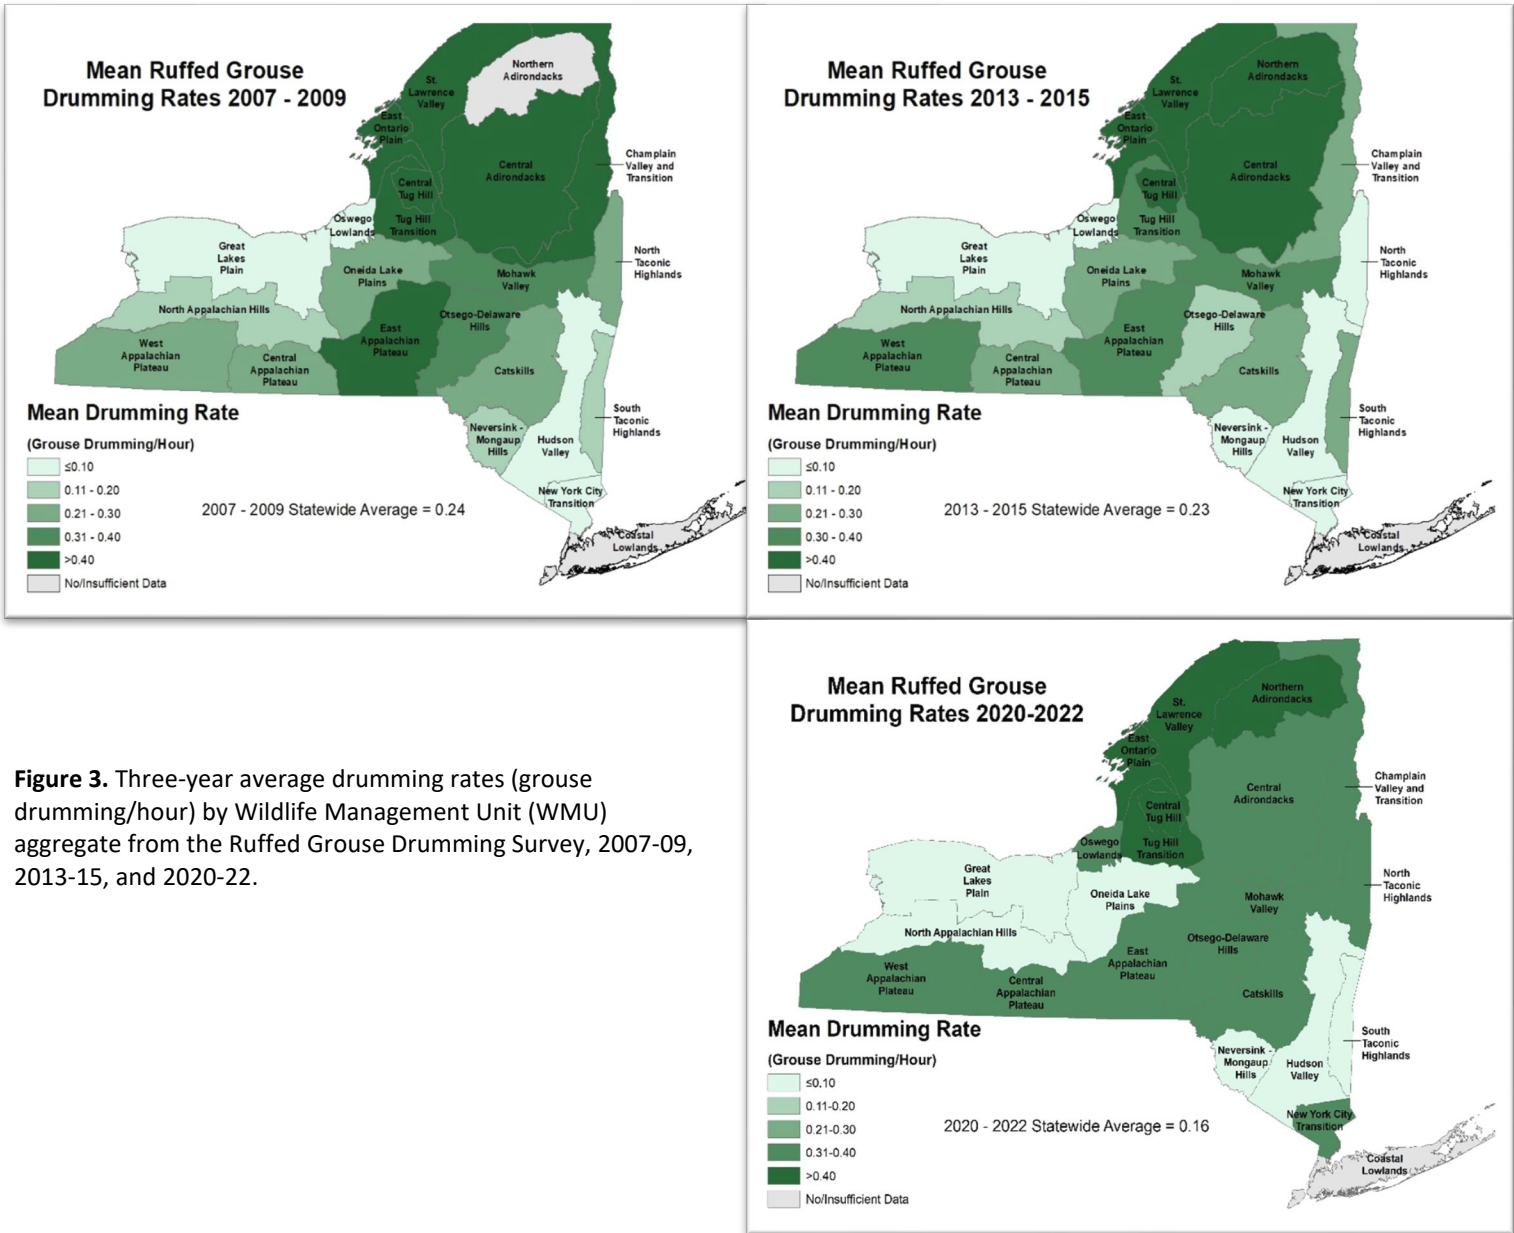 Mean Ruffed Grouse
Drumming Rates 2007 - 2009
Northern
Adirondacks
St.
Lawrence
Valley
East
Ontario
Plain
Central
Adirondacks
Champlain
Valley and
Transition
Central
Tug Hill
Oswego
Lowlands
Tug Hill
Transition
Great
Lakes
Plain
North
Taconic
Highlands
Oneida Lake
Plains
Mohawk
Valley
North Appalachian Hills
Otsego-Delaware
Hills
East
Appalachian
Plateau
West
Appalachian
Plateau
Central
Appalachian
Plateau
Catskills
South
Taconic
Highlands
Neversink -
Mongaup
Hills
Hudson
Valley
New York City
Transition
Coastal
Lowlands
Mean Drumming Rate
(Grouse Drumming/Hour)
≤0.10
0.11 - 0.20
0.21 - 0.30
0.31 - 0.40
>0.40
No/Insufficient Data
2007 - 2009 Statewide Average = 0.24
Mean Ruffed Grouse
Drumming Rates 2013 - 2015
Northern
Adirondacks
St.
Lawrence
Valley
East
Ontario
Plain
Central
Adirondacks
Champlain
Valley and
Transition
Central
Tug Hill
Oswego
Lowlands
Tug Hill
Transition
Great
Lakes
Plain
North
Taconic
Highlands
Oneida Lake
Plains
Mohawk
Valley
North Appalachian Hills
Otsego-Delaware
Hills
East
Appalachian
Plateau
West
Appalachian
Plateau
Central
Appalachian
Plateau
Catskills
South
Taconic
Highlands
Neversink -
Mongaup
Hills
Hudson
Valley
New York City
Transition
Coastal
Lowlands
Mean Drumming Rate
(Grouse Drumming/Hour)
≤0.10
0.11 - 0.20
0.21 - 0.30
0.30 - 0.40
>0.40
No/Insufficient Data
2013 - 2015 Statewide Average = 0.23
Figure 3. Three-year average drumming rates (grouse
drumming/hour) by Wildlife Management Unit (WMU)
aggregate from the Ruffed Grouse Drumming Survey, 2007-09,
2013-15, and 2020-22.
Mean Ruffed Grouse
Drumming Rates 2020-2022
Northern
Adirondacks
St.
Lawrence
Valley
East
Ontario
Plain
Central
Adirondacks
Champlain
Valley and
Transition
Central
Tug Hill
Oswego
Lowlands
Tug Hill
Transition
Great
Lakes
Plain
North
Taconic
Highlands
Oneida Lake
Plains
Mohawk
Valley
North Appalachian Hills
Otsego-Delaware
Hills
East
Appalachian
Plateau
West
Appalachian
Plateau
Central
Appalachian
Plateau
Catskills
South
Taconic
Highlands
Neversink -
Mongaup
Hills
Hudson
Valley
New York City
Transition
Coastal
Lowlands
Mean Drumming Rate
(Grouse Drumming/Hour)
≤0.10
0.11-0.20
0.21-0.30
0.31-0.40
>0.40
No/Insufficient Data
2020 - 2022 Statewide Average = 0.16